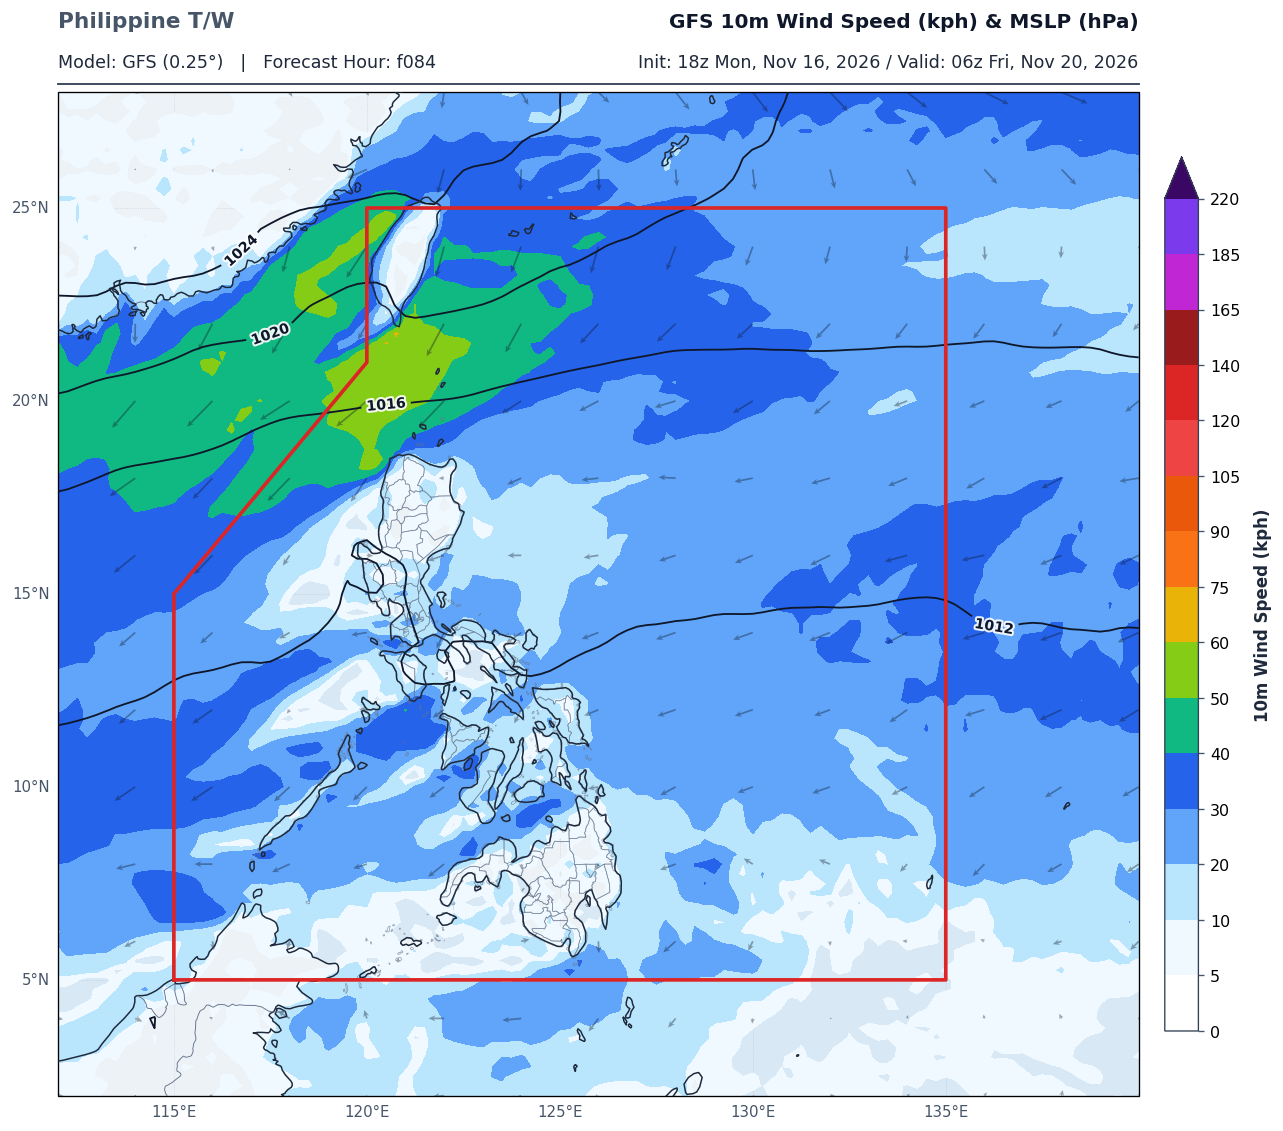 Philippine T/W
GFS 10m Wind Speed (kph) & MSLP (hPa)
Model: GFS (0.25°)   |   Forecast Hour: f084
Init: 18z Mon, Nov 16, 2026 / Valid: 06z Fri, Nov 20, 2026
25°N
20°N
15°N
10°N
5°N
1024
1020
1016
1012
115°E
120°E
125°E
130°E
135°E
220
185
165
140
120
105
90
75
60
50
40
30
20
10
5
0
10m Wind Speed (kph)